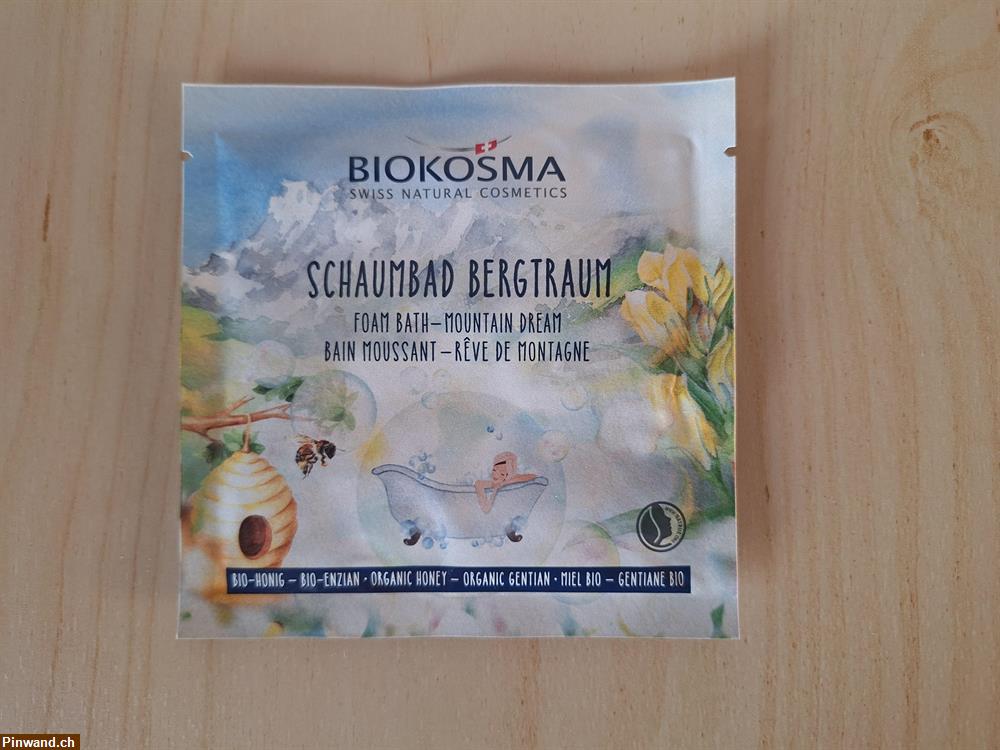 BIOKOSMA
SWISS NATURAL COSMETICS
SCHAUMBAD BERGTRAUM
FOAM BATH – MOUNTAIN DREAM
BAIN MOUSSANT – RÊVE DE MONTAGNE
BIO-HONIG – BIO-ENZIAN · ORGANIC HONEY – ORGANIC GENTIAN · MIEL BIO – GENTIANE BIO
Pinwand.ch